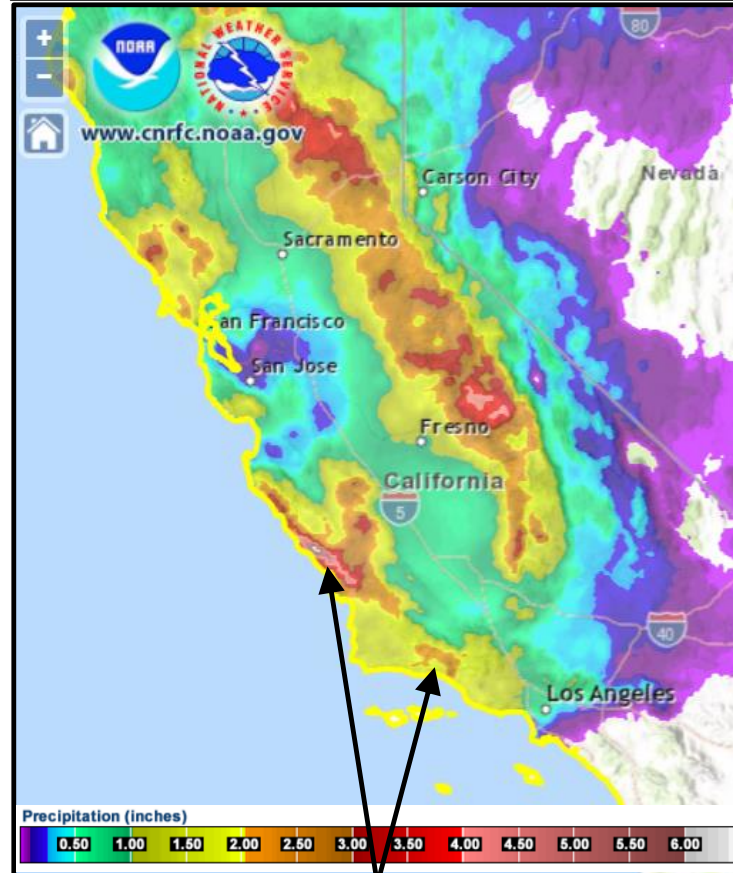 +
−
NOAA
NATIONAL WEATHER SERVICE
www.cnrfc.noaa.gov
80
Carson City
Nevada
Sacramento
an Francisco
San Jose
Fresno
California
5
40
Los Angeles
Precipitation (inches)
0.50 1.00 1.50 2.00 2.50 3.00 3.50 4.00 4.50 5.00 5.50 6.00